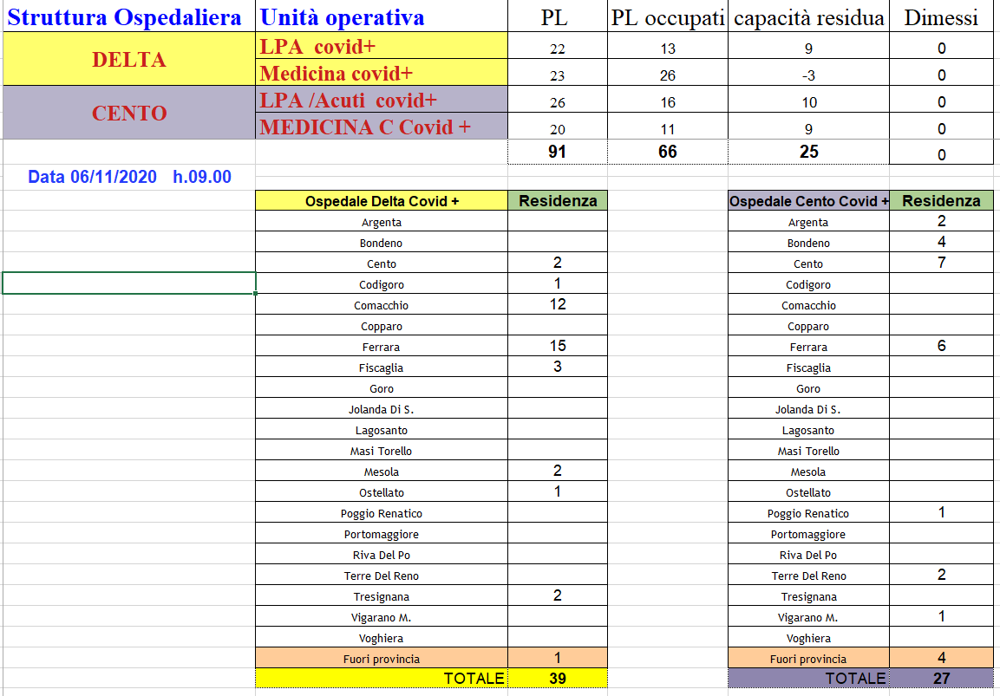 Struttura Ospedaliera Unità operativa PL PL occupati capacità residua Dimessi
DELTA
LPA covid+ 22 13 9 0
Medicina covid+ 23 26 -3 0
CENTO
LPA /Acuti covid+ 26 16 10 0
MEDICINA C Covid + 20 11 9 0
91 66 25 0
Data 06/11/2020 h.09.00
Ospedale Delta Covid + Residenza Ospedale Cento Covid + Residenza
Argenta Argenta 2
Bondeno Bondeno 4
Cento 2 Cento 7
Codigoro 1 Codigoro
Comacchio 12 Comacchio
Copparo Copparo
Ferrara 15 Ferrara 6
Fiscaglia 3 Fiscaglia
Goro Goro
Jolanda Di S. Jolanda Di S.
Lagosanto Lagosanto
Masi Torello Masi Torello
Mesola 2 Mesola
Ostellato 1 Ostellato
Poggio Renatico Poggio Renatico 1
Portomaggiore Portomaggiore
Riva Del Po Riva Del Po
Terre Del Reno Terre Del Reno 2
Tresignana 2 Tresignana
Vigarano M. Vigarano M. 1
Voghiera Voghiera
Fuori provincia 1 Fuori provincia 4
TOTALE 39 TOTALE 27